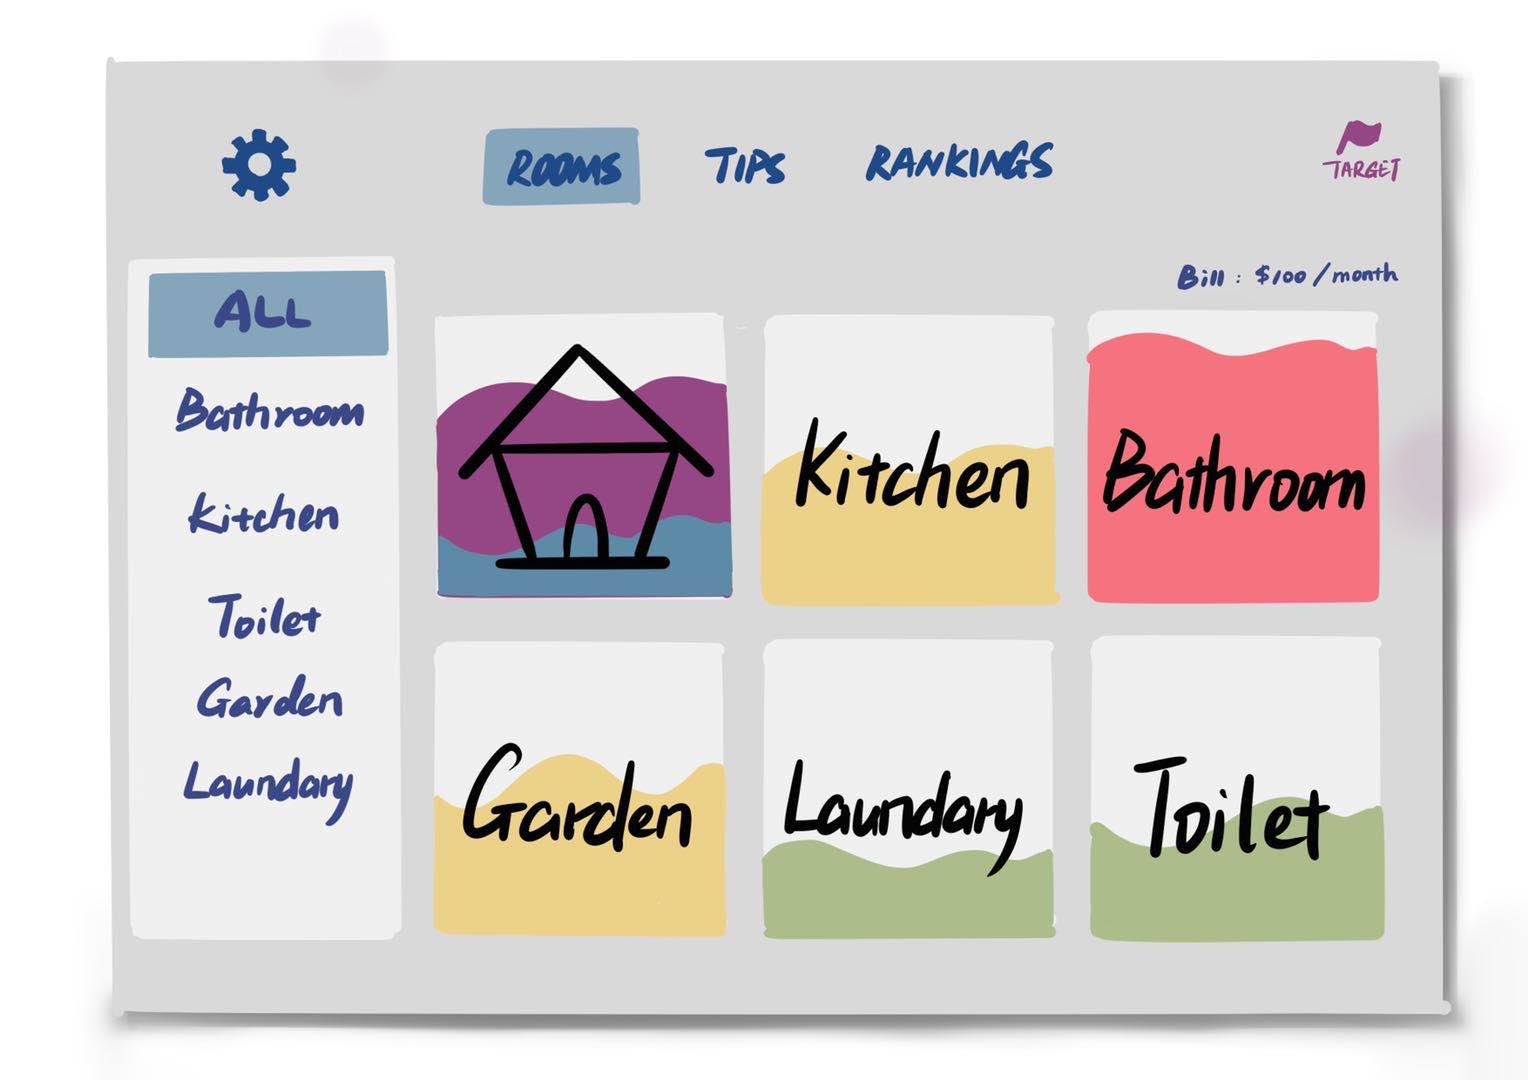 ROOMS
TIPS
RANKINGS
TARGET
Bill : $100 / month
ALL
Bathroom
Kitchen
Toilet
Garden
Laundary
Kitchen
Bathroom
Garden
Laundary
Toilet